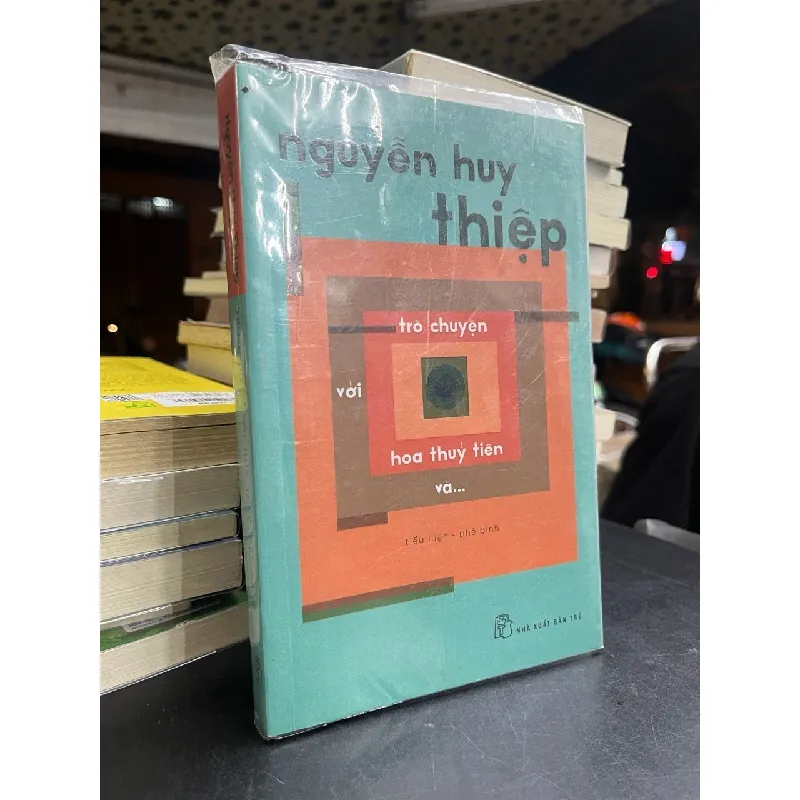 nguyễn huy
thiệp
trò chuyện
với
hoa thuỷ tiên
và...
tiểu luận - phê bình
NHÀ XUẤT BẢN TRẺ